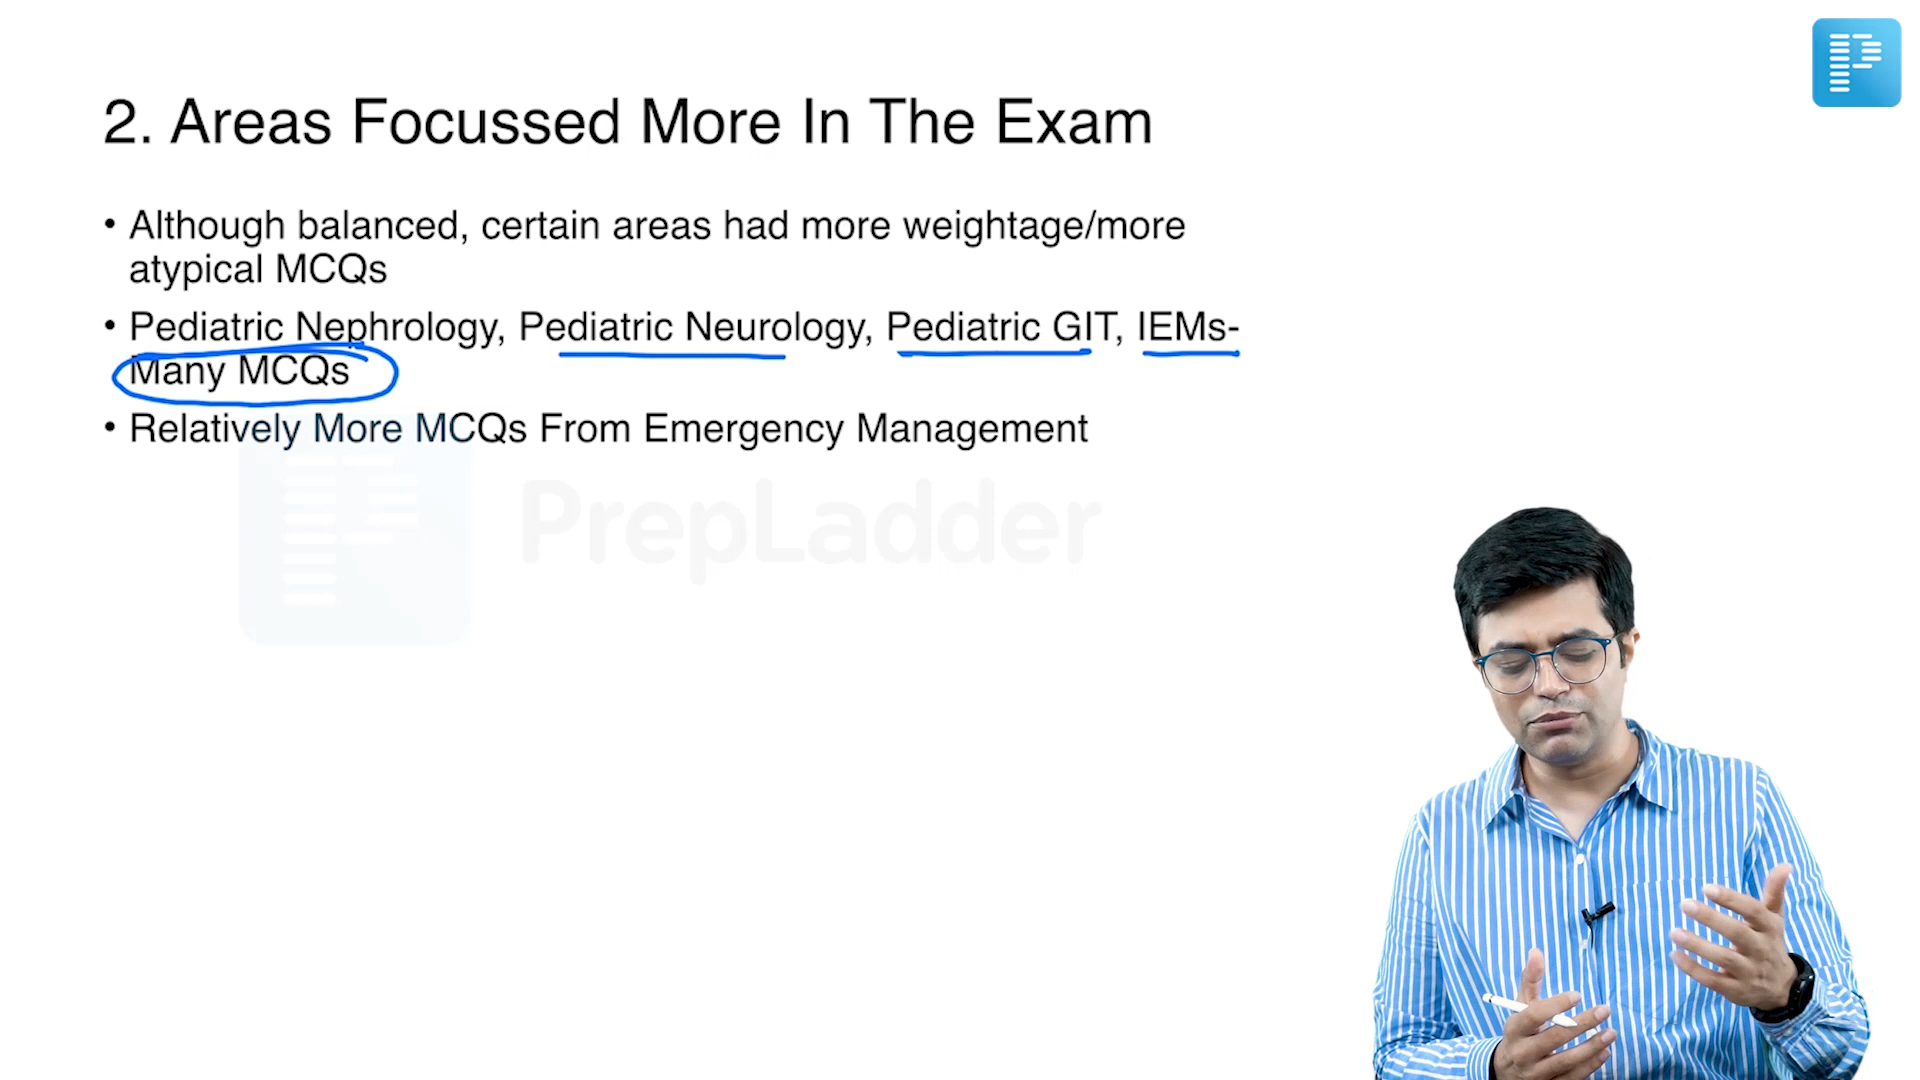 2. Areas Focussed More In The Exam
• Although balanced, certain areas had more weightage/more
atypical MCQs
• Pediatric Nephrology, Pediatric Neurology, Pediatric GIT, IEMs-
Many MCQs
• Relatively More MCQs From Emergency Management
PrepLadder